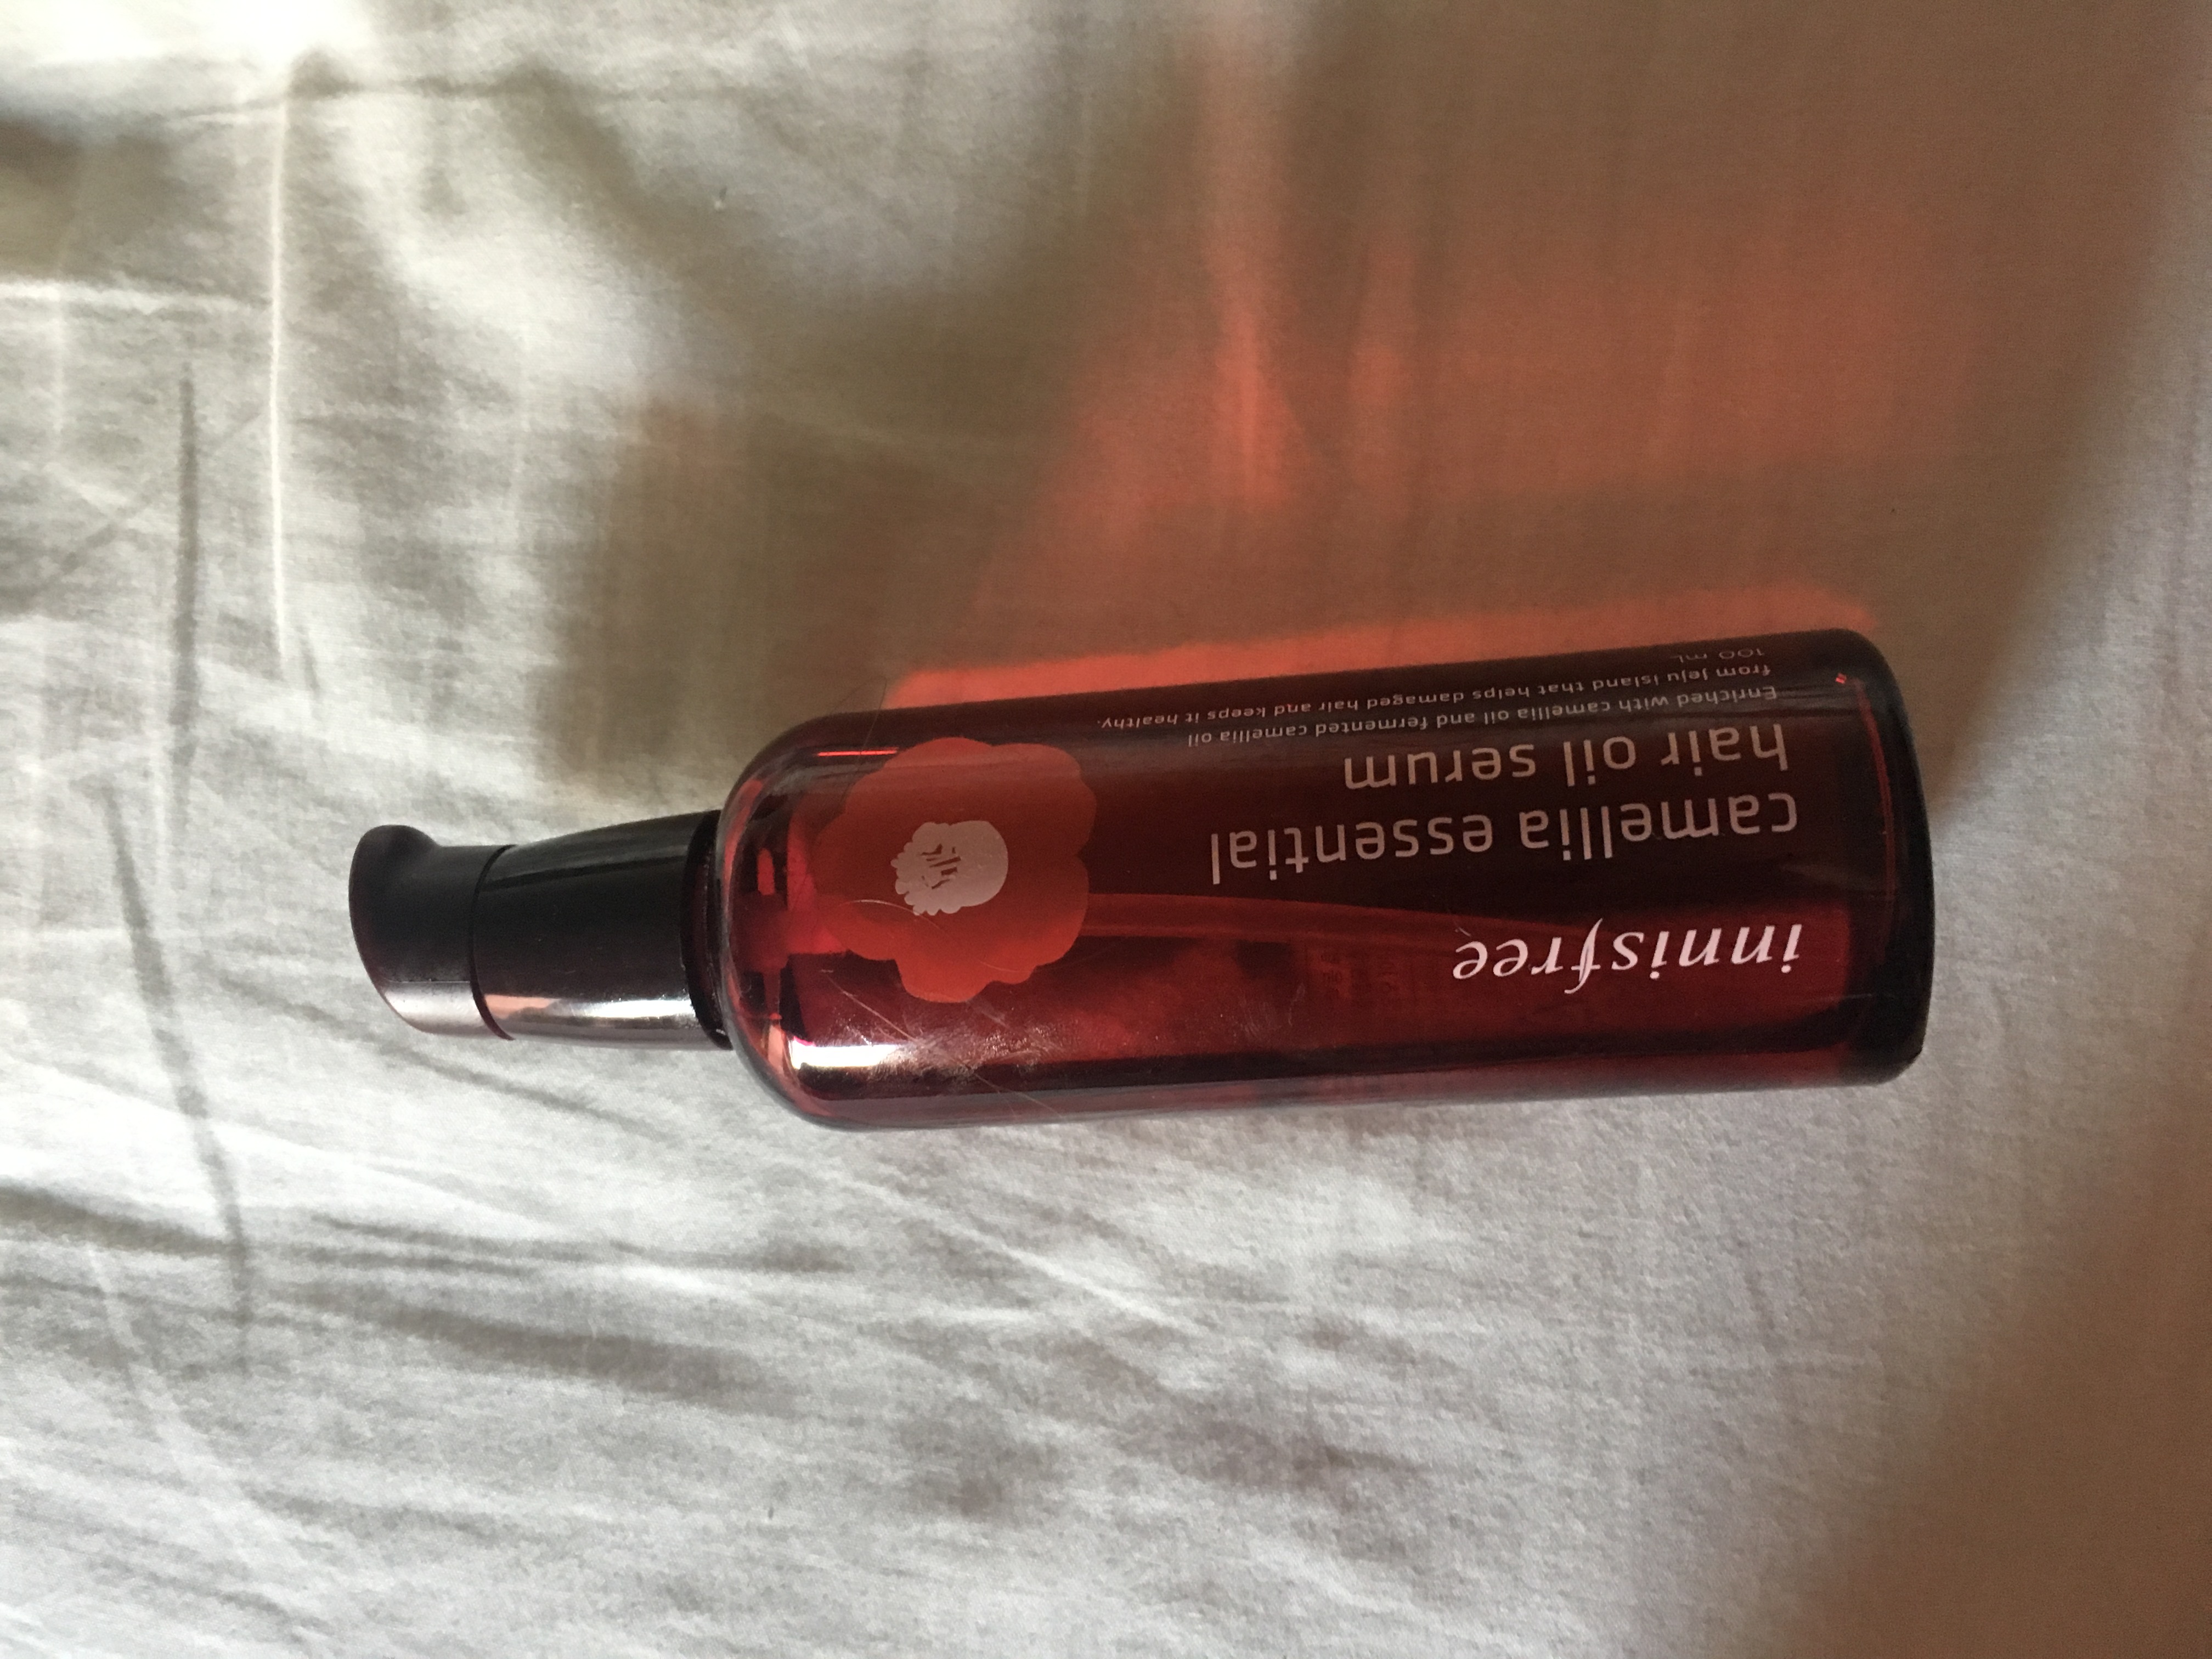 innisfree
camellia essential
hair oil serum
Enriched with camellia oil and fermented camellia oil
from jeju island that helps damaged hair and keeps it healthy.
100 mL